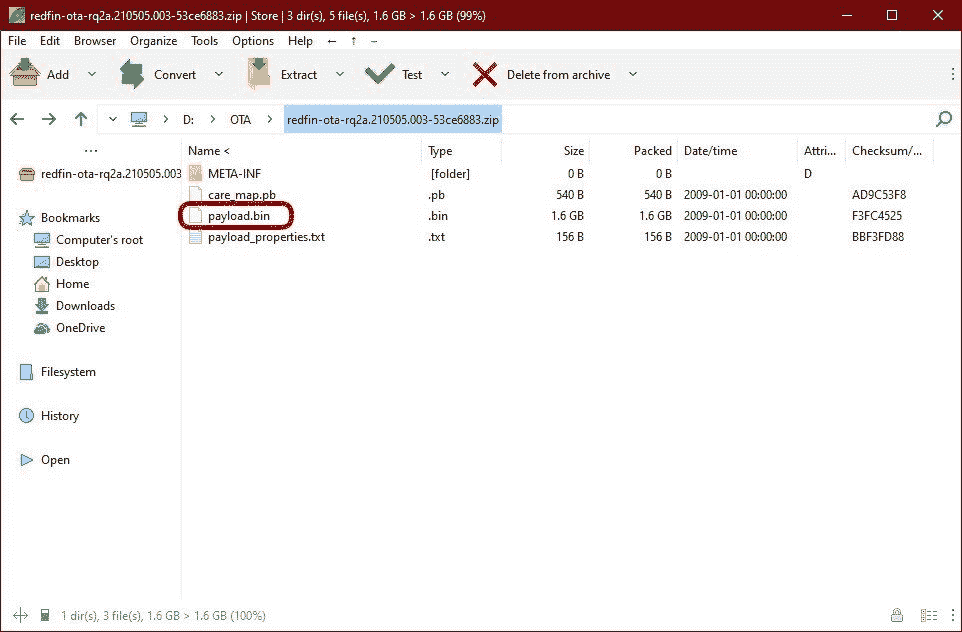 redfin-ota-rq2a.210505.003-53ce6883.zip | Store | 3 dir(s), 5 file(s), 1.6 GB > 1.6 GB (99%)
File Edit Browser Organize Tools Options Help ← ↑ –
Add Convert Extract Test Delete from archive
D: > OTA > redfin-ota-rq2a.210505.003-53ce6883.zip
... Name < Type Size Packed Date/time Attri... Checksum/...
redfin-ota-rq2a.210505.003 META-INF [folder] 0 B 0 B D
care_map.pb .pb 540 B 540 B 2009-01-01 00:00:00 AD9C53F8
Bookmarks payload.bin .bin 1.6 GB 1.6 GB 2009-01-01 00:00:00 F3FC4525
Computer's root payload_properties.txt .txt 156 B 156 B 2009-01-01 00:00:00 BBF3FD88
Desktop
Home
Downloads
OneDrive
Filesystem
History
Open
1 dir(s), 3 file(s), 1.6 GB > 1.6 GB (100%)